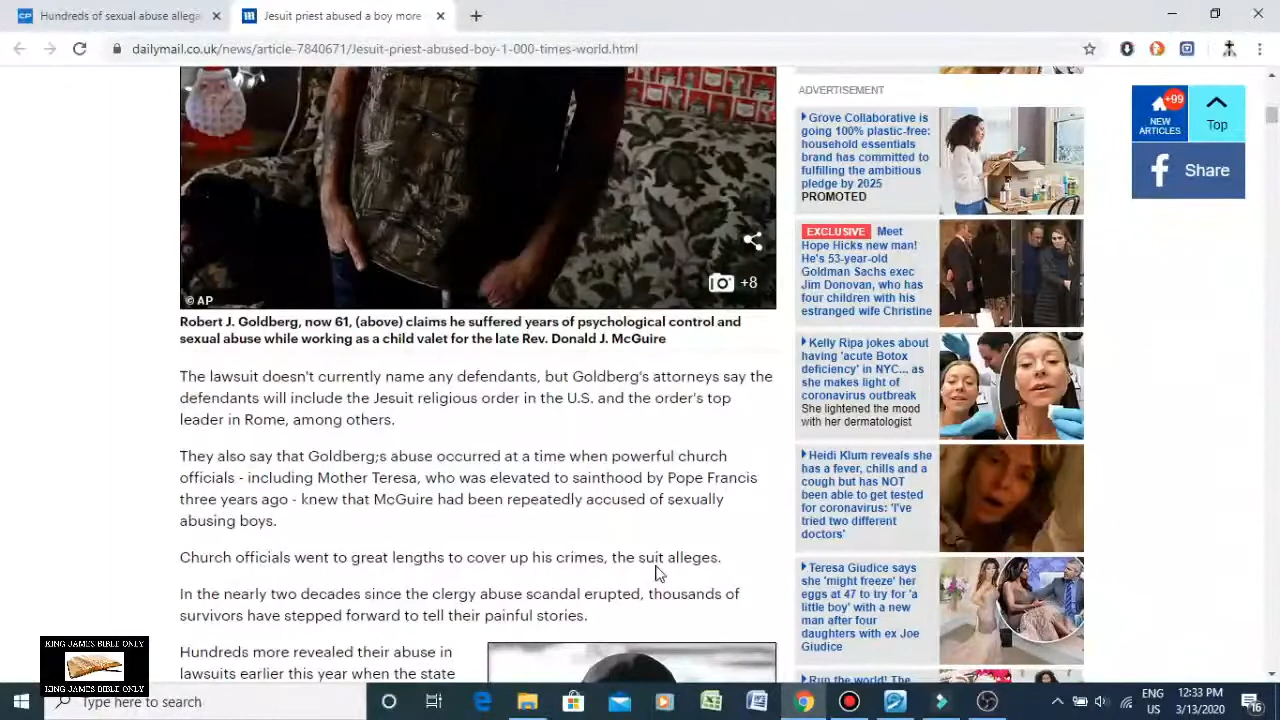 Hundreds of sexual abuse allega
Jesuit priest abused a boy more
dailymail.co.uk/news/article-7840671/Jesuit-priest-abused-boy-1-000-times-world.html
+8
© AP
Robert J. Goldberg, now 61, (above) claims he suffered years of psychological control and
sexual abuse while working as a child valet for the late Rev. Donald J. McGuire
The lawsuit doesn't currently name any defendants, but Goldberg's attorneys say the
defendants will include the Jesuit religious order in the U.S. and the order's top
leader in Rome, among others.
They also say that Goldberg;s abuse occurred at a time when powerful church
officials - including Mother Teresa, who was elevated to sainthood by Pope Francis
three years ago - knew that McGuire had been repeatedly accused of sexually
abusing boys.
Church officials went to great lengths to cover up his crimes, the suit alleges.
In the nearly two decades since the clergy abuse scandal erupted, thousands of
survivors have stepped forward to tell their painful stories.
Hundreds more revealed their abuse in
lawsuits earlier this year when the state
ADVERTISEMENT
Grove Collaborative is
going 100% plastic-free:
household essentials
brand has committed to
fulfilling the ambitious
pledge by 2025
PROMOTED
EXCLUSIVE Meet
Hope Hicks new man!
He's 53-year-old
Goldman Sachs exec
Jim Donovan, who has
four children with his
estranged wife Christine
Kelly Ripa jokes about
having 'acute Botox
deficiency' in NYC... as
she makes light of
coronavirus outbreak
She lightened the mood
with her dermatologist
Heidi Klum reveals she
has a fever, chills and a
cough but has NOT
been able to get tested
for coronavirus: 'I've
tried two different
doctors'
Teresa Giudice says
she 'might freeze' her
eggs at 47 to try for 'a
little boy' with a new
man after four
daughters with ex Joe
Giudice
Run the world! The
+99
NEW
ARTICLES
Top
Share
KING JAMES BIBLE ONLY
KING JAMES BIBLE ONLY
Type here to search
ENG
US
12:33 PM
3/13/2020
16